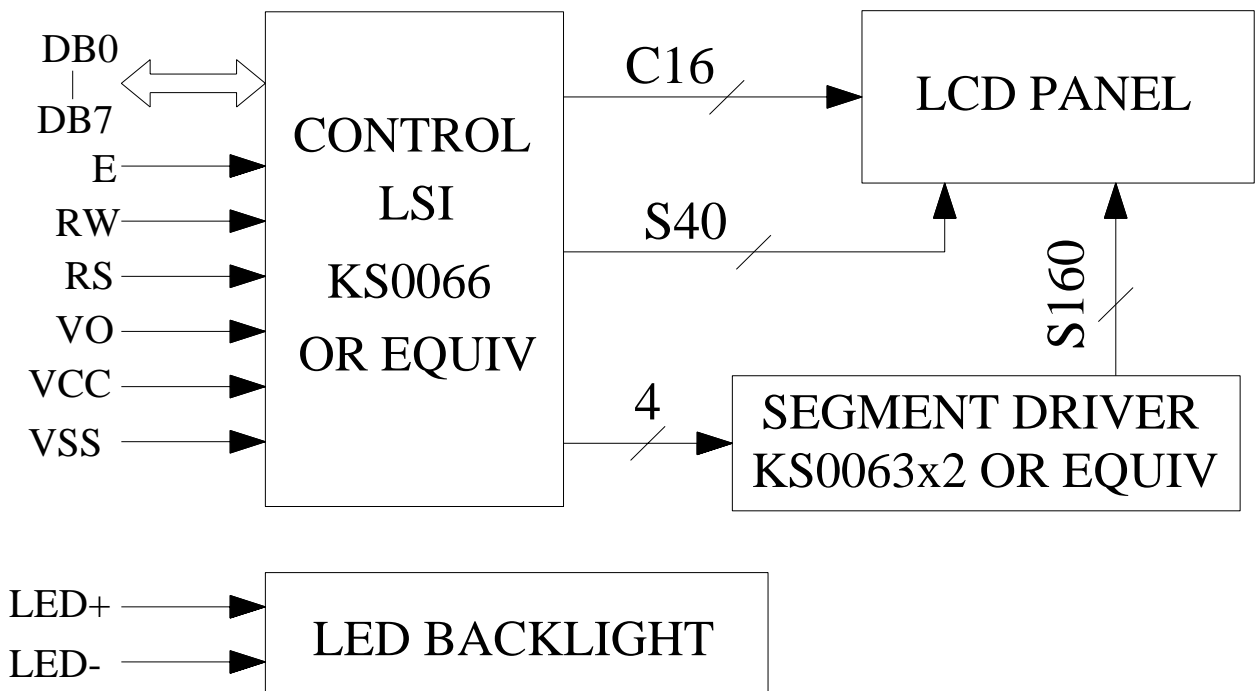 DB0
DB7
E
RW
RS
VO
VCC
VSS
CONTROL
LSI
KS0066
OR EQUIV
C16
S40
4
LCD PANEL
S160
SEGMENT DRIVER
KS0063x2 OR EQUIV
LED+
LED-
LED BACKLIGHT